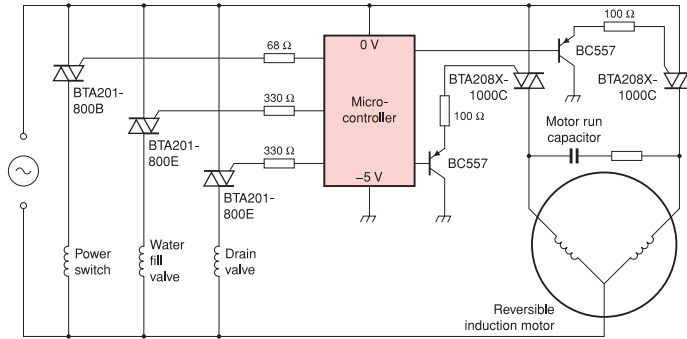 100 Ω
BC557
0 V
68 Ω
BTA208X-
1000C
BTA208X-
1000C
BTA201-
800B
330 Ω
Micro-
controller
100 Ω
Motor run
capacitor
BTA201-
800E
330 Ω
BC557
–5 V
BTA201-
800E
Power
switch
Water
fill
valve
Drain
valve
Reversible
induction motor